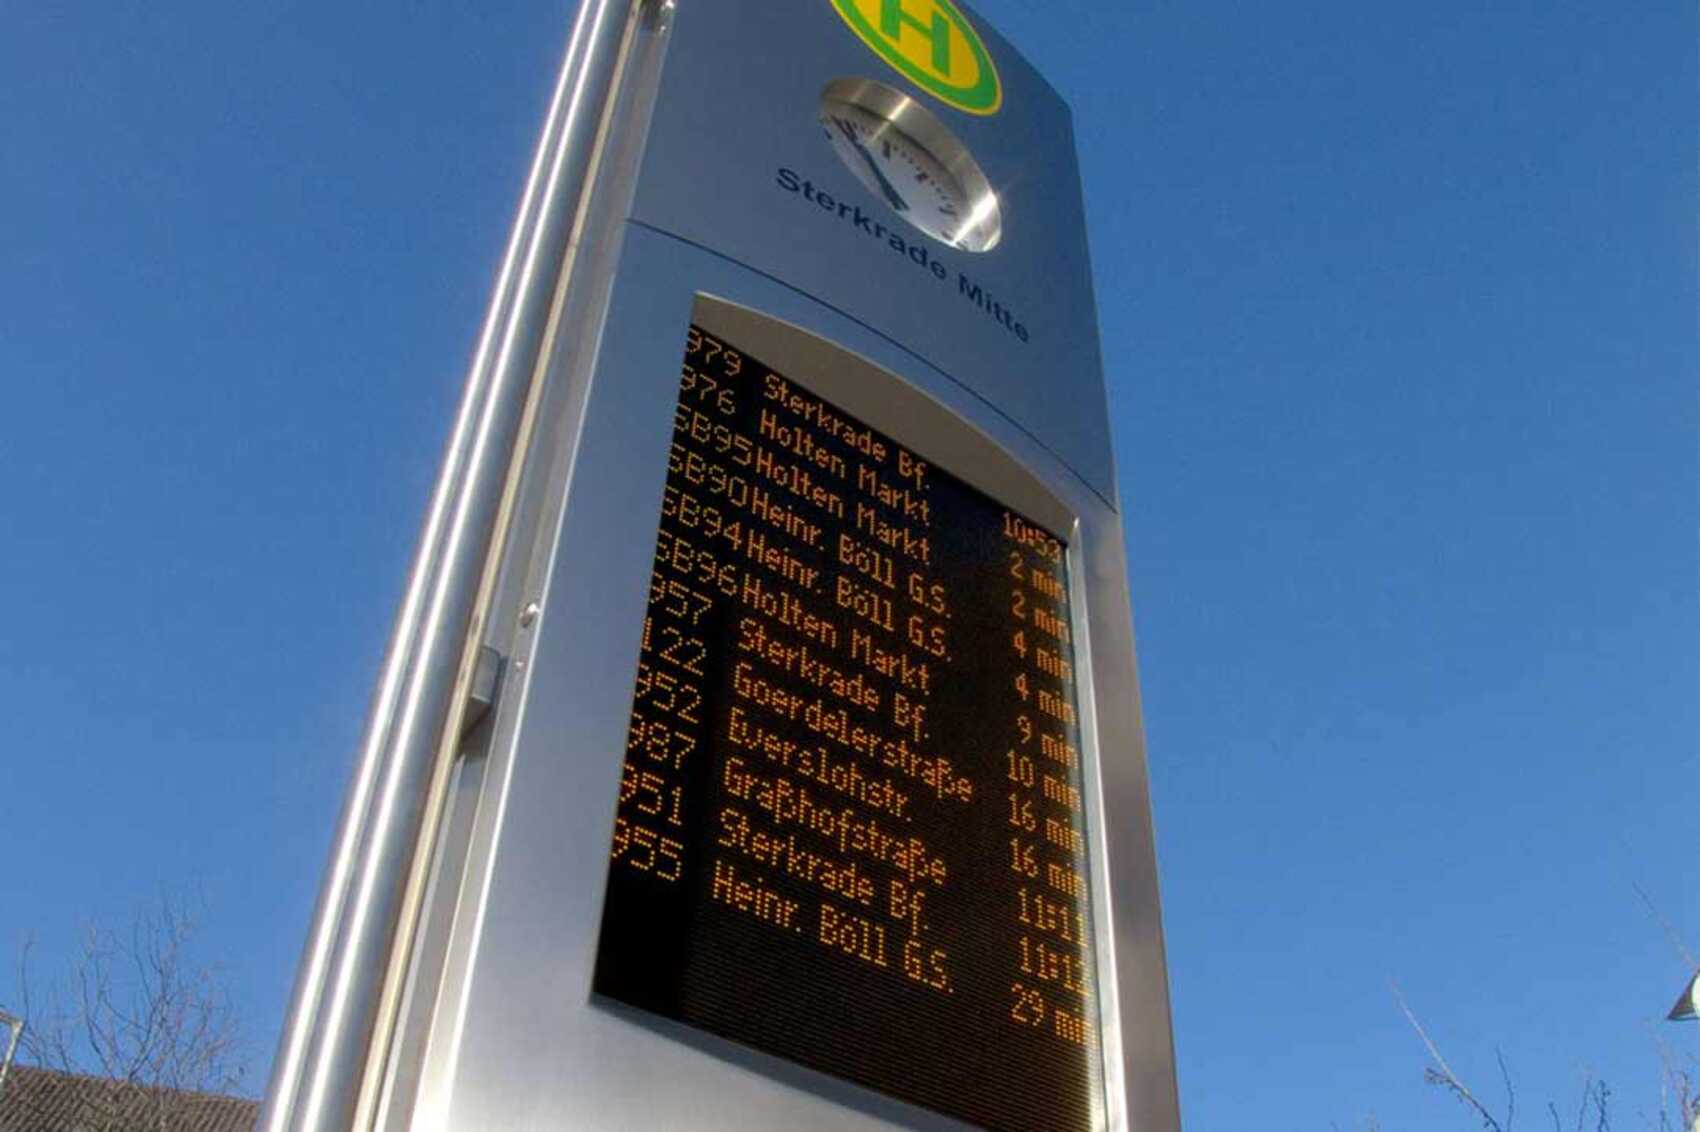 H
Sterkrade Mitte
979 Sterkrade Bf. 10:53
976 Holten Markt 2 min
SB95 Holten Markt 2 min
SB90 Heinr. Böll G.S. 4 min
SB94 Heinr. Böll G.S. 4 min
SB96 Holten Markt 9 min
957 Sterkrade Bf. 10 min
122 Goerdelerstraße 16 min
952 Everslohstr. 16 min
987 Graßhofstraße 11:11
951 Sterkrade Bf. 11:12
955 Heinr. Böll G.S. 29 min